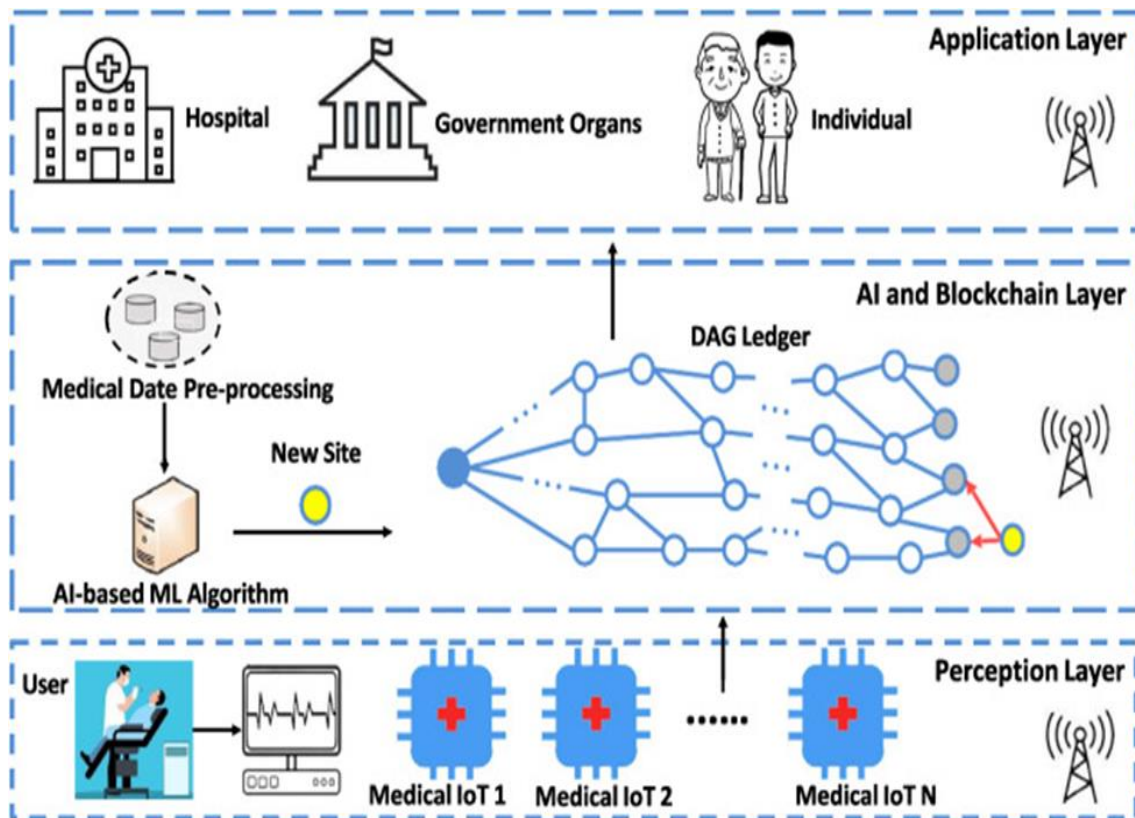 Application Layer
Hospital
Government Organs
Individual
AI and Blockchain Layer
DAG Ledger
Medical Date Pre-processing
New Site
AI-based ML Algorithm
Perception Layer
User
Medical IoT 1
Medical IoT 2
Medical IoT N